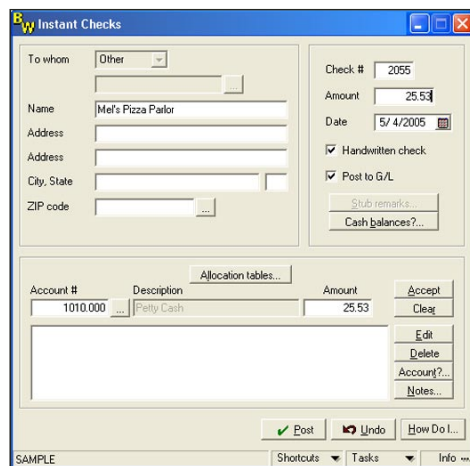 BW Instant Checks
To whom Other
...
Name Mel's Pizza Parlor
Address
Address
City, State
ZIP code ...
Check # 2055
Amount 25.53
Date 5/ 4/2005
Handwritten check
Post to G/L
Stub remarks...
Cash balances?...
Allocation tables...
Account # Description Amount
1010.000 ... Petty Cash 25.53
Accept
Clear
Edit
Delete
Account?...
Notes...
Post Undo How Do I...
SAMPLE Shortcuts Tasks Info ...